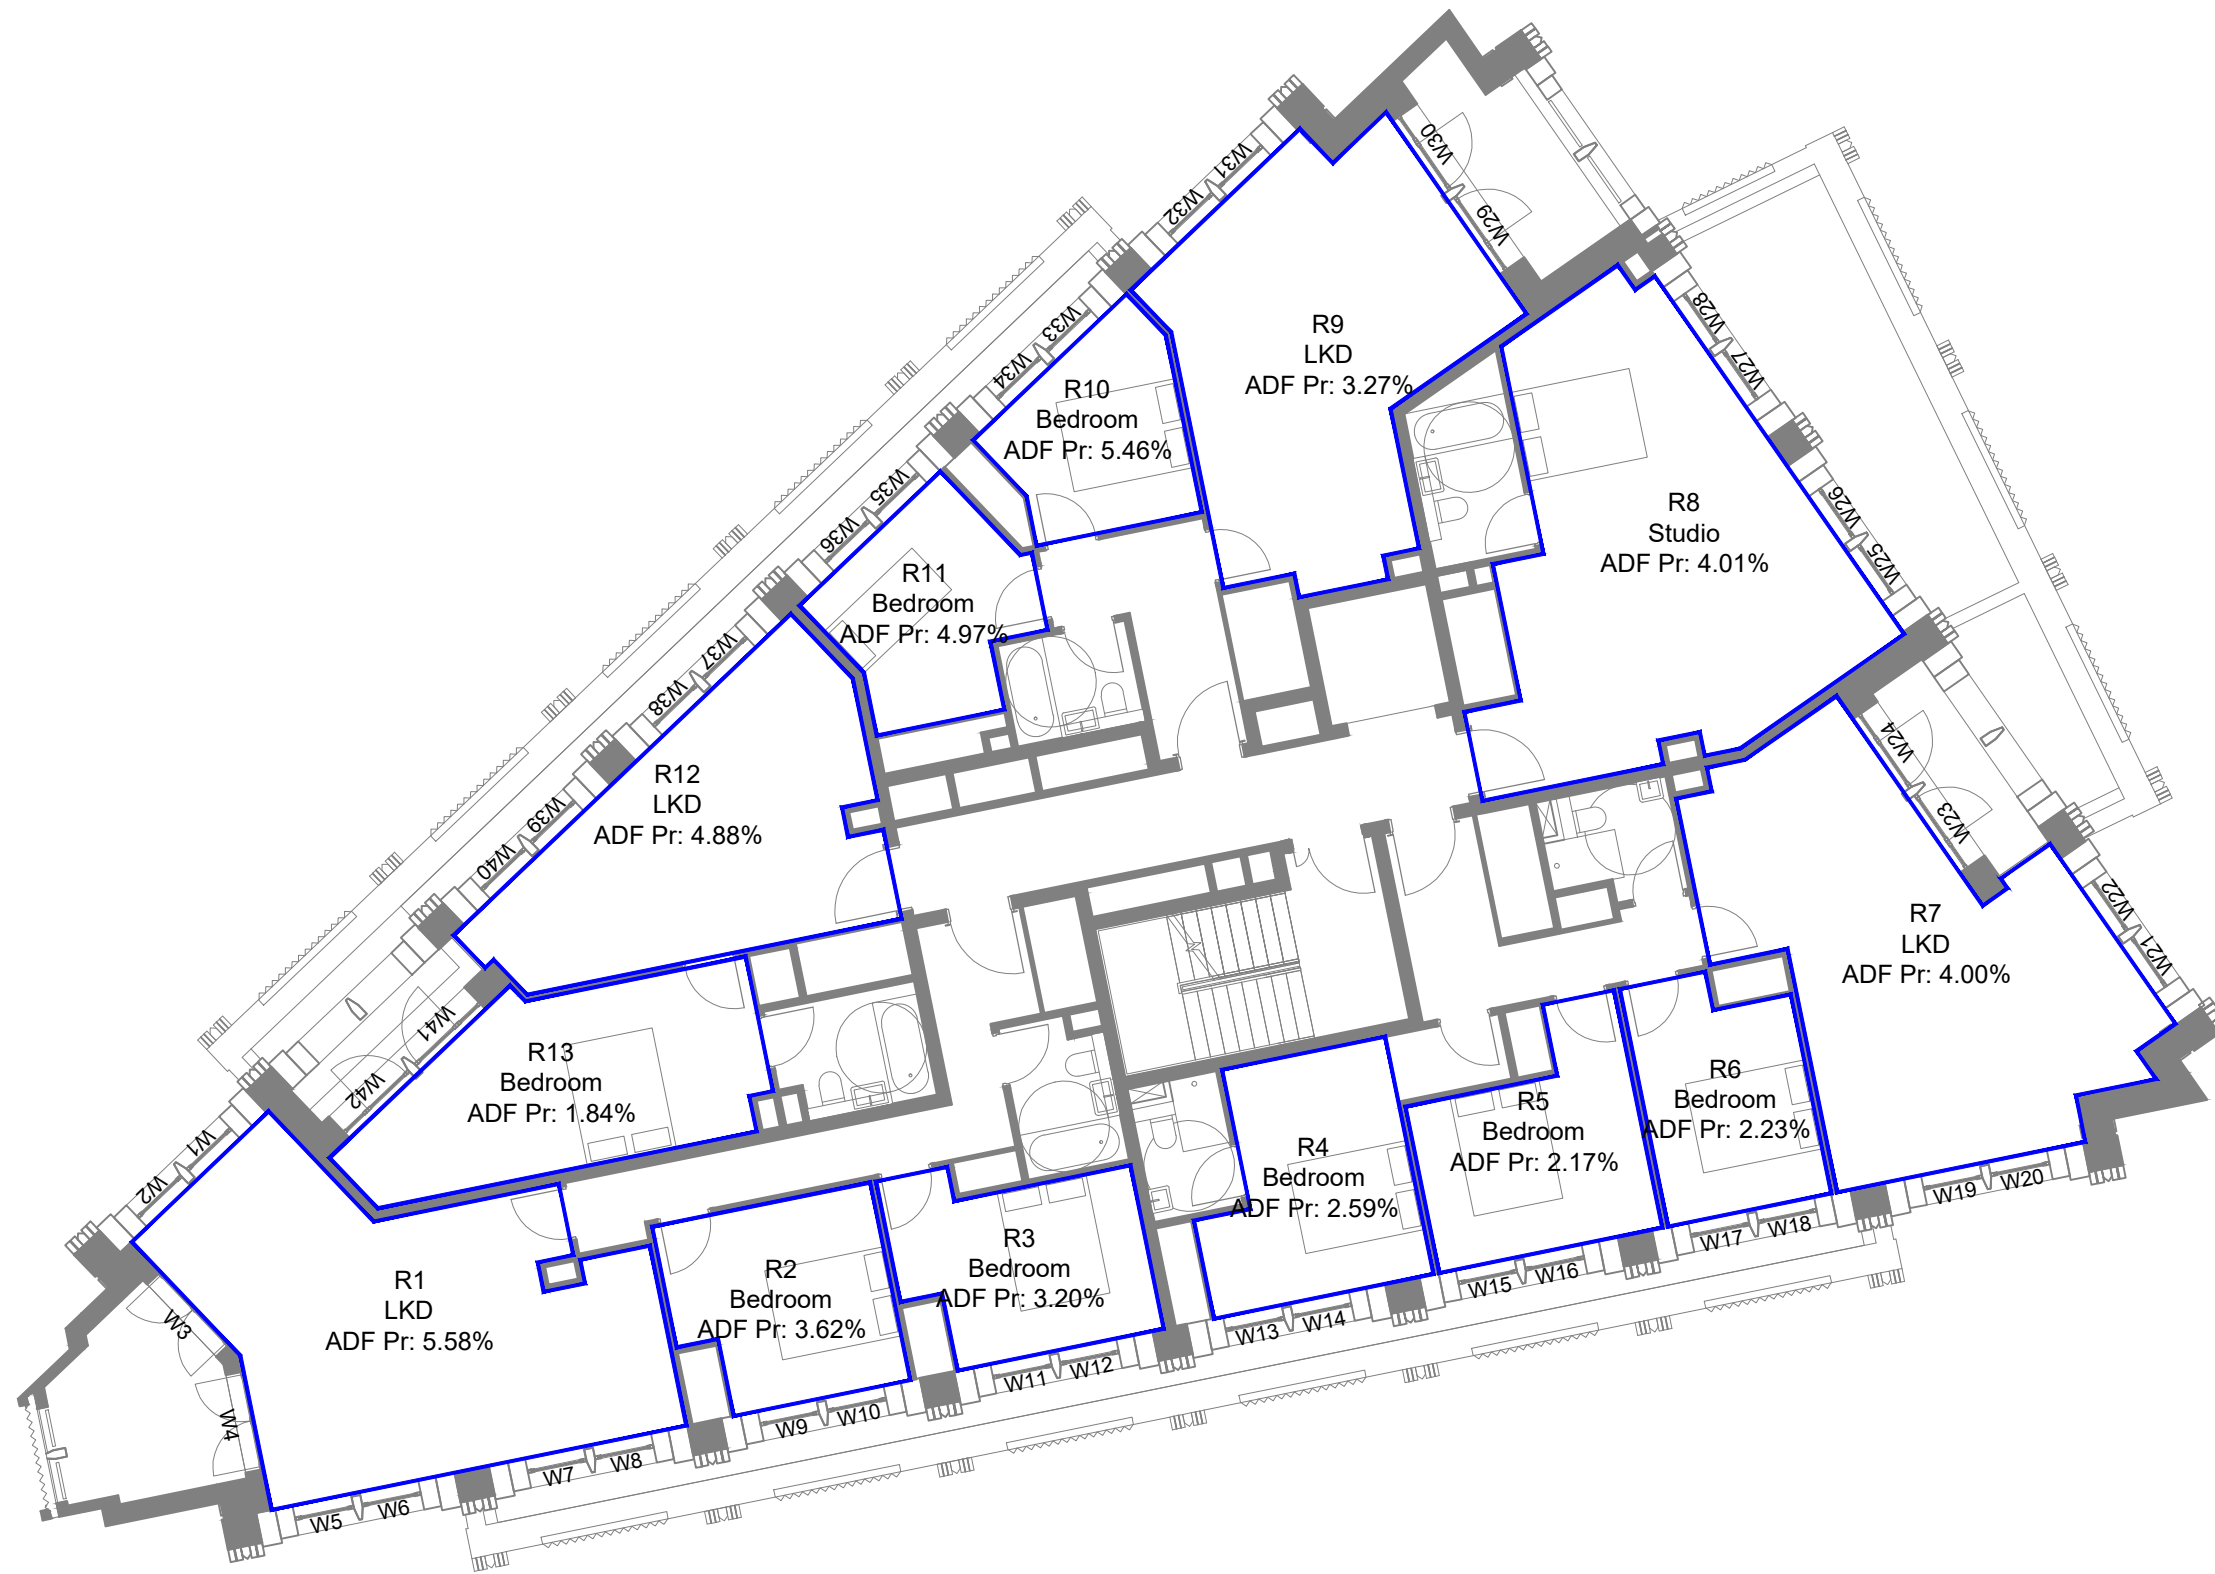 W30
W31
W32
W29
W28
W33
W34
W27
R9
LKD
ADF Pr: 3.27%
R10
Bedroom
ADF Pr: 5.46%
W35
W36
W26
W25
R8
Studio
ADF Pr: 4.01%
R11
Bedroom
ADF Pr: 4.97%
W37
W38
W24
W23
R12
LKD
ADF Pr: 4.88%
W39
W40
W22
W21
R7
LKD
ADF Pr: 4.00%
W41
W42
R13
Bedroom
ADF Pr: 1.84%
R6
Bedroom
ADF Pr: 2.23%
R5
Bedroom
ADF Pr: 2.17%
R4
Bedroom
ADF Pr: 2.59%
W1
W2
W19
W20
W17
W18
R3
Bedroom
ADF Pr: 3.20%
R2
Bedroom
ADF Pr: 3.62%
R1
LKD
ADF Pr: 5.58%
W3
W4
W15
W16
W13
W14
W11
W12
W9
W10
W7
W8
W5
W6